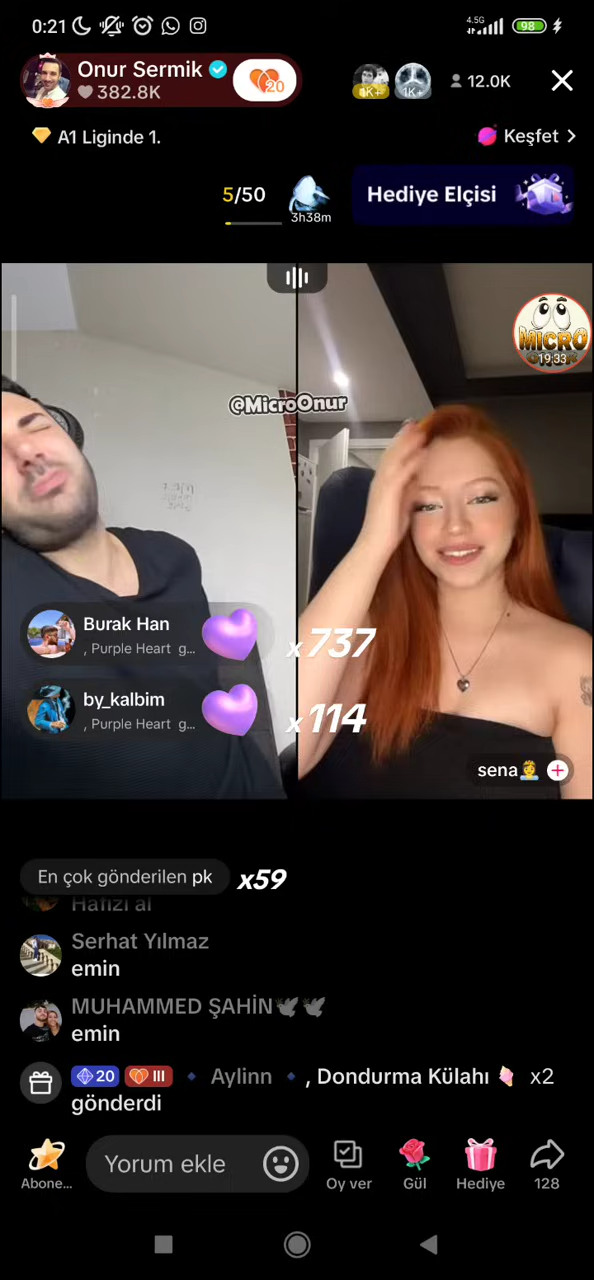 0:21
4.5G
98
Onur Sermik
382.8K
20
1K+
1K+
12.0K
A1 Liginde 1.
Keşfet
5/50
3h38m
Hediye Elçisi
MICRO
19:33
@MicroOnur
Burak Han
, Purple Heart g...
x737
by_kalbim
, Purple Heart g...
x114
sena
En çok gönderilen pk
x59
Hafızı al
Serhat Yılmaz
emin
MUHAMMED ŞAHİN
emin
20 III Aylinn , Dondurma Külahı x2
gönderdi
Abone...
Yorum ekle
Oy ver
Gül
Hediye
128